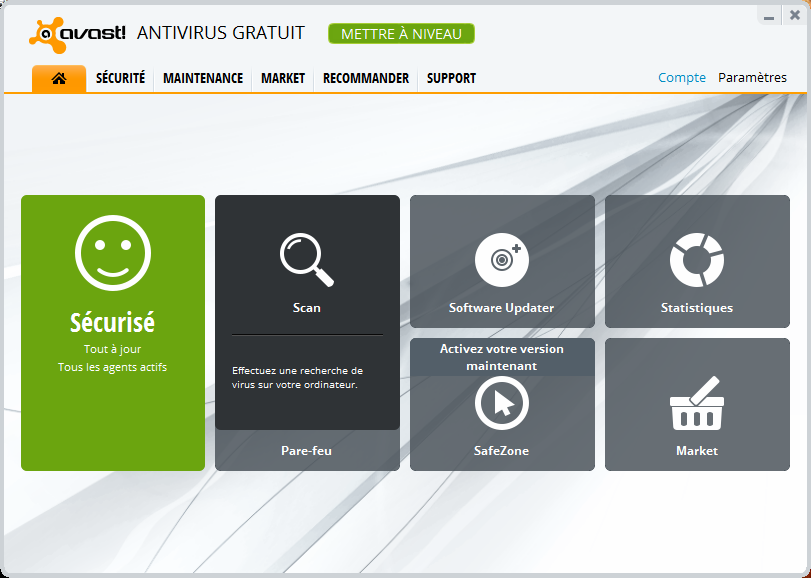 avast! ANTIVIRUS GRATUIT METTRE À NIVEAU
SÉCURITÉ MAINTENANCE MARKET RECOMMANDER SUPPORT Compte Paramètres
Sécurisé
Tout à jour
Tous les agents actifs
Scan
Effectuez une recherche de
virus sur votre ordinateur.
Pare-feu
Software Updater
Activez votre version
maintenant
SafeZone
Statistiques
Market